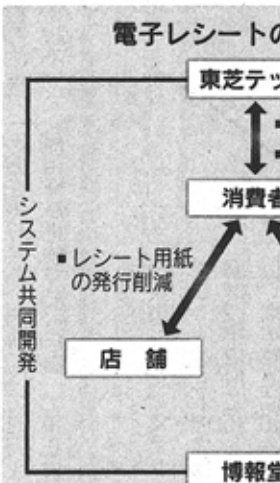 電子レシートの
東芝テッ
消費者
システム共同開発
■レシート用紙
の発行削減
店舗
博報堂